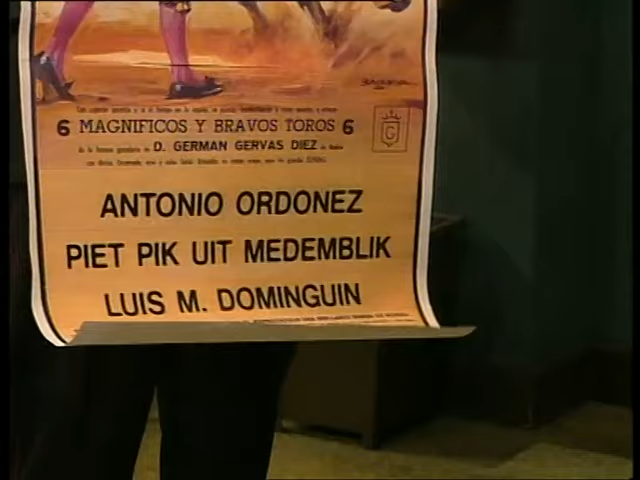 6 MAGNIFICOS Y BRAVOS TOROS 6
D. GERMAN GERVAS DIEZ
G
ANTONIO ORDONEZ
PIET PIK UIT MEDEMBLIK
LUIS M. DOMINGUIN